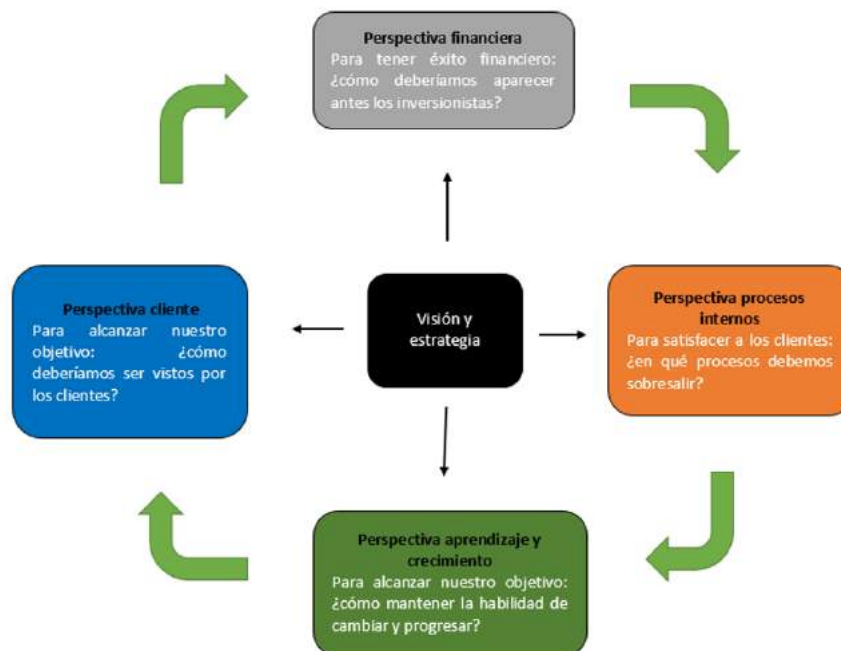 Perspectiva financiera
Para tener éxito financiero:
¿cómo deberíamos aparecer
antes los inversionistas?
Perspectiva cliente
Para alcanzar nuestro
objetivo: ¿cómo
deberíamos ser vistos por
los clientes?
Visión y
estrategia
Perspectiva procesos
internos
Para satisfacer a los clientes:
¿en qué procesos debemos
sobresalir?
Perspectiva aprendizaje y
crecimiento
Para alcanzar nuestro objetivo:
¿cómo mantener la habilidad de
cambiar y progresar?